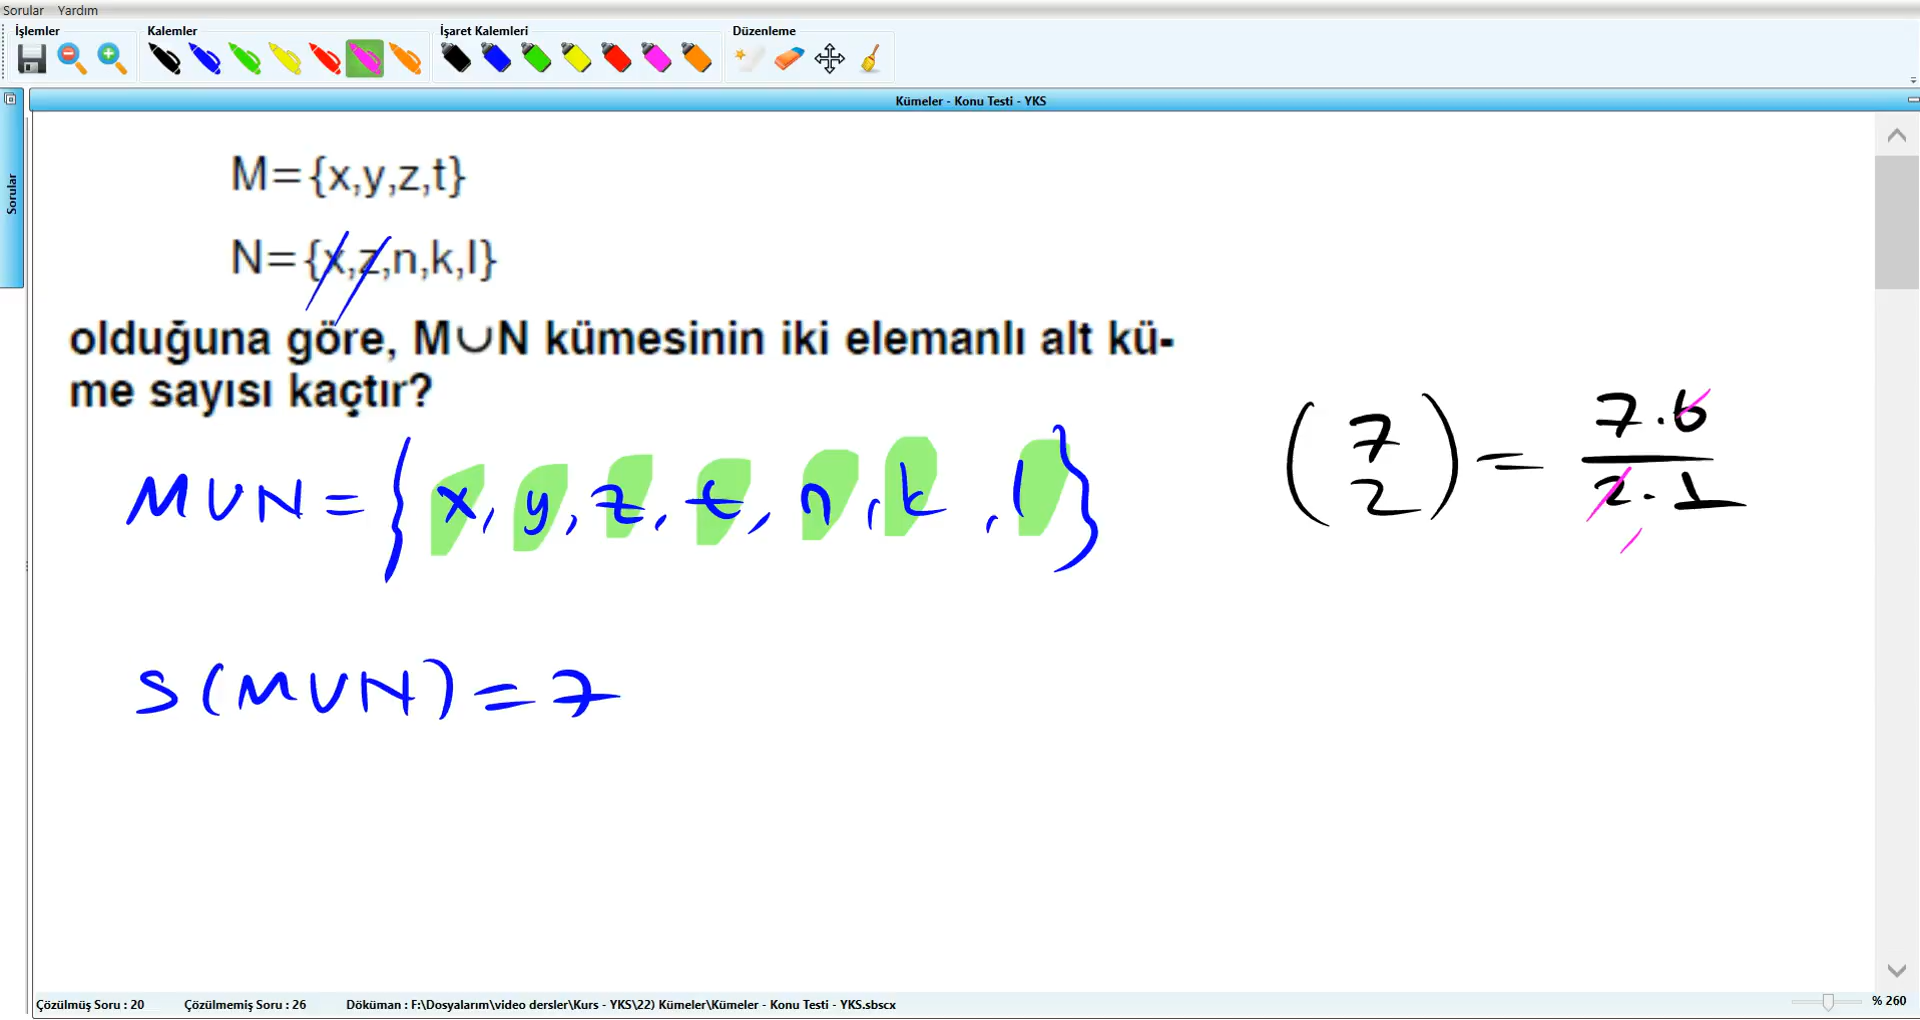 Sorular Yardım
İşlemler Kalemler İşaret Kalemleri Düzenleme
Kümeler - Konu Testi - YKS
Sorular
M={x,y,z,t}
N={x,z,n,k,l}
olduğuna göre, M∪N kümesinin iki elemanlı alt kü-
me sayısı kaçtır?
M∪N = { x, y, z, t, n, k, l }
(7 2) = 7.6 / 2.1
s(M∪N) = 7
Çözülmüş Soru : 20 Çözülmemiş Soru : 26 Döküman : F:\Dosyalarım\video dersler\Kurs - YKS\22) Kümeler\Kümeler - Konu Testi - YKS.sbscx % 260